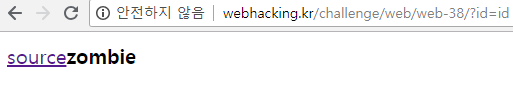 안전하지 않음 webhacking.kr/challenge/web/web-38/?id=id
sourcezombie